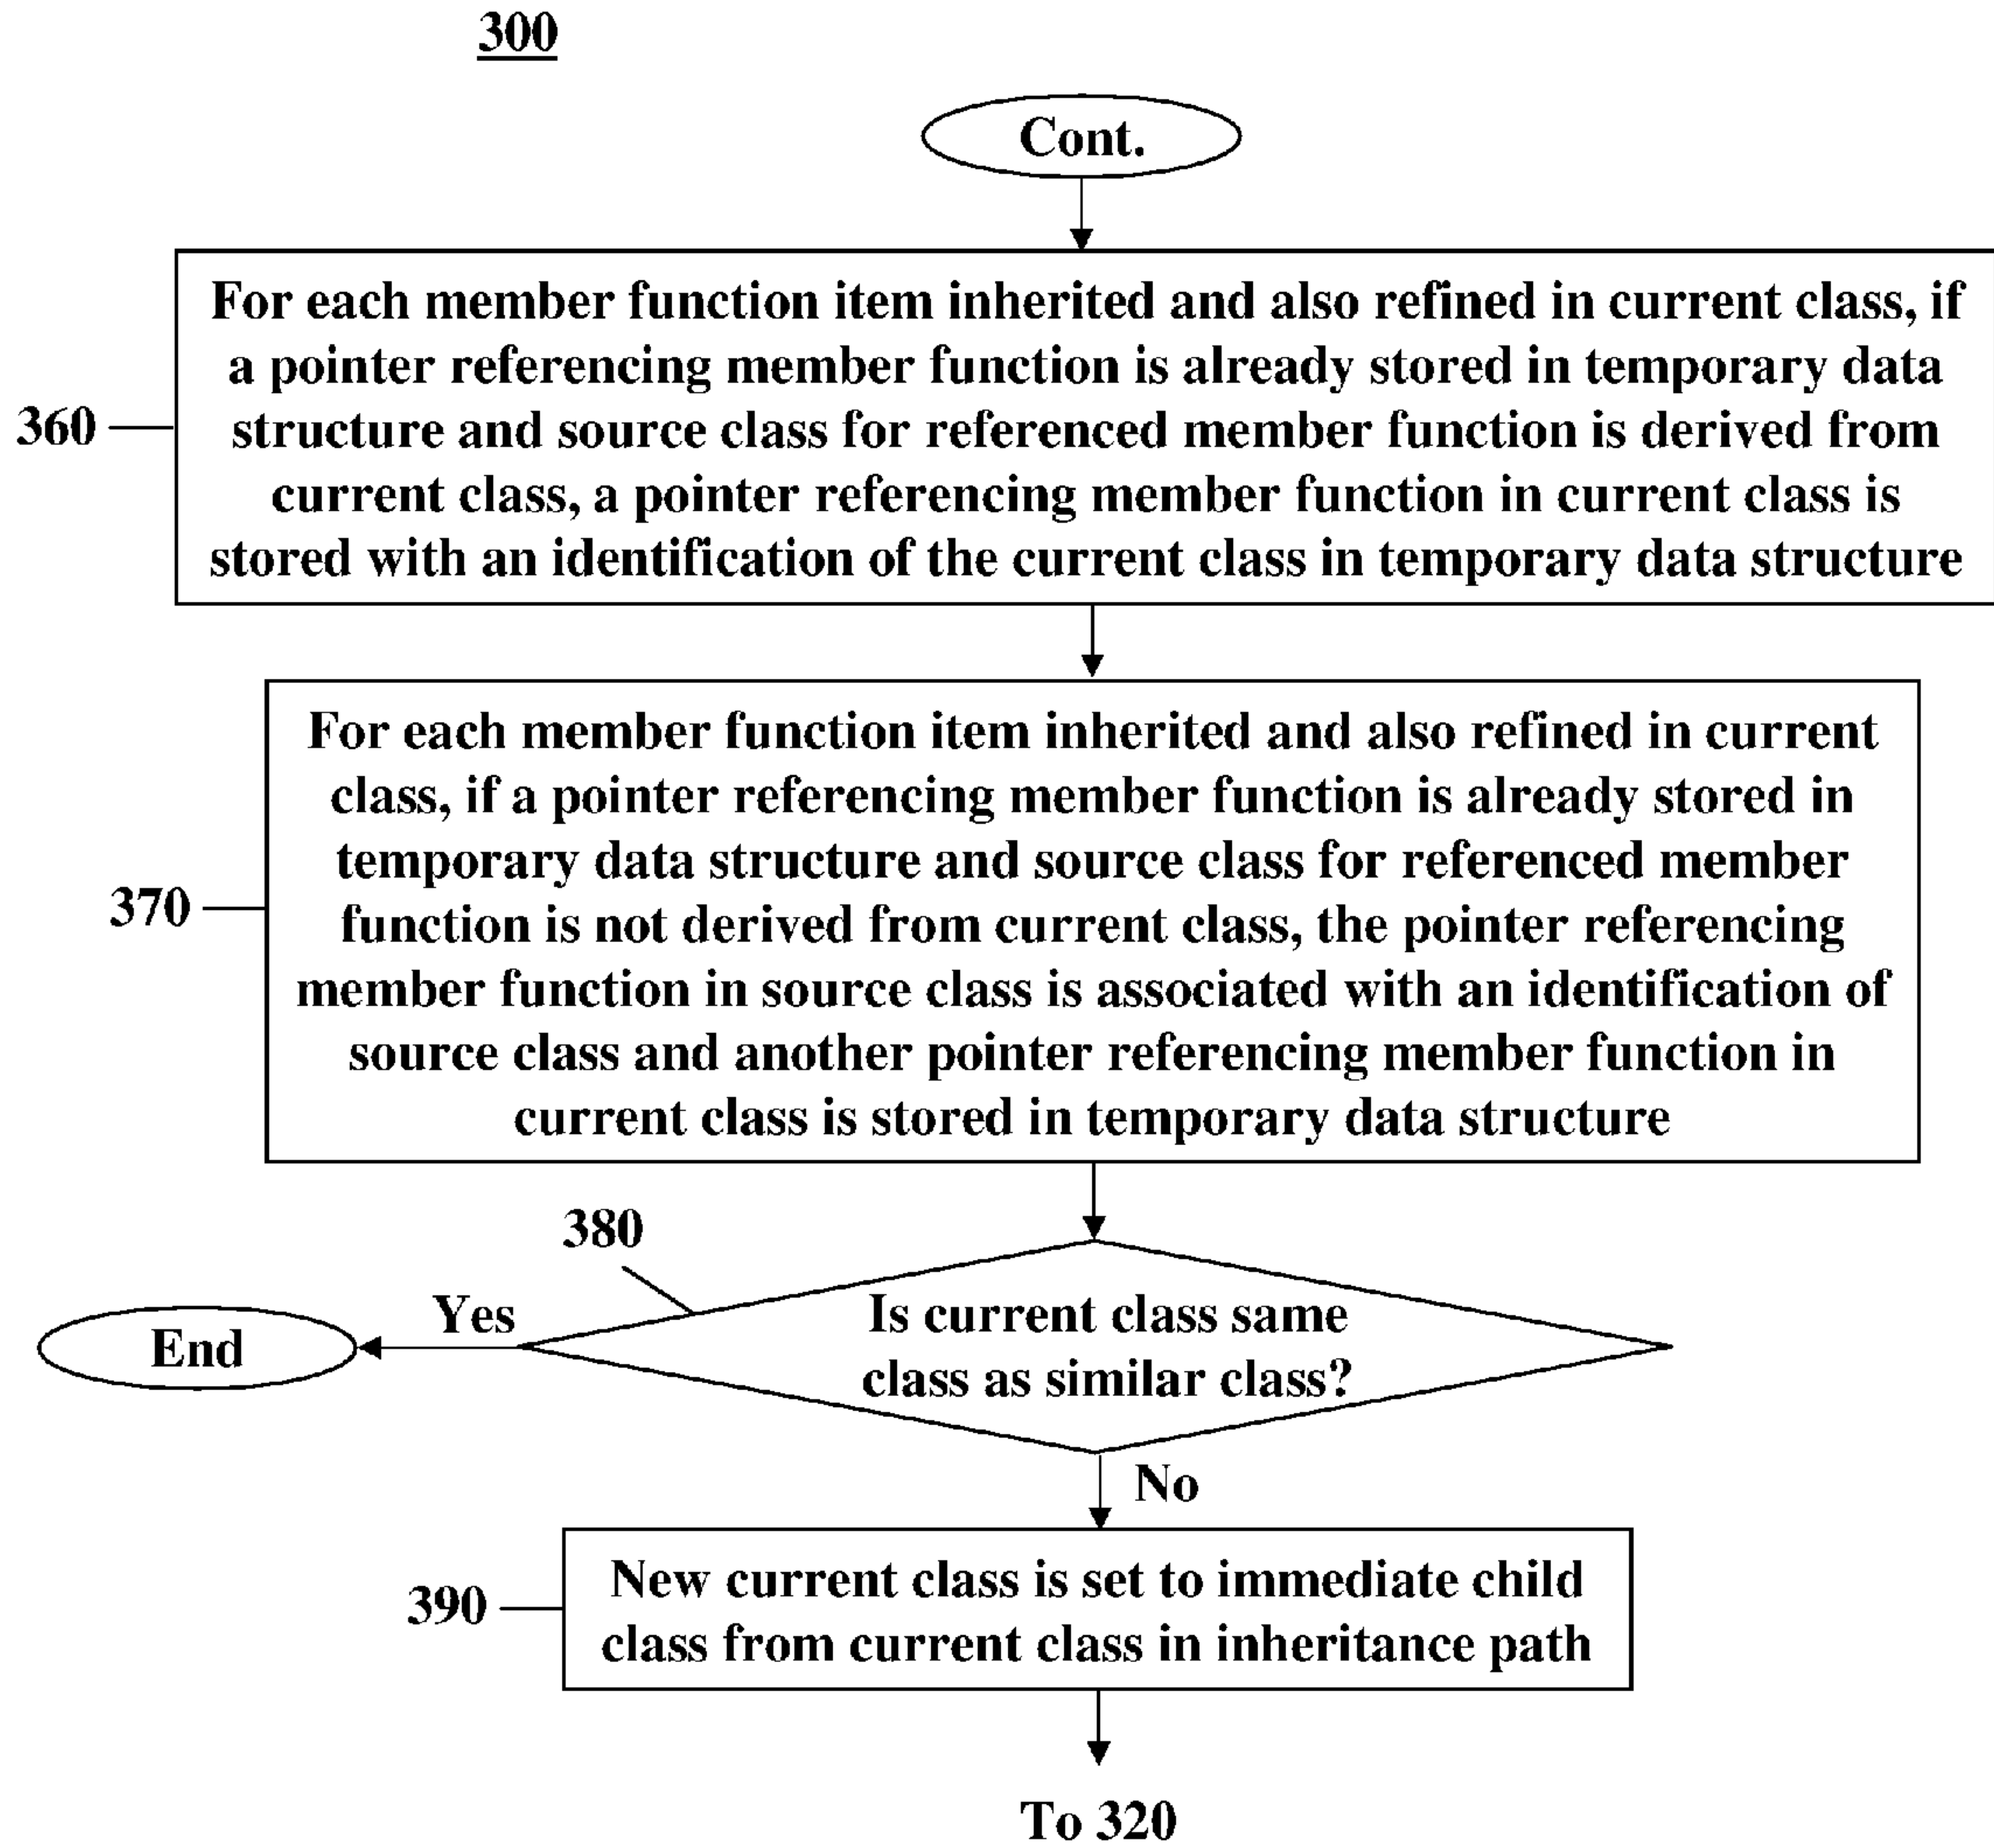 300
Cont.
For each member function item inherited and also refined in current class, if
a pointer referencing member function is already stored in temporary data
structure and source class for referenced member function is derived from
current class, a pointer referencing member function in current class is
stored with an identification of the current class in temporary data structure
360
For each member function item inherited and also refined in current
class, if a pointer referencing member function is already stored in
temporary data structure and source class for referenced member
function is not derived from current class, the pointer referencing
member function in source class is associated with an identification of
source class and another pointer referencing member function in
current class is stored in temporary data structure
370
380
Is current class same
class as similar class?
Yes
End
No
New current class is set to immediate child
class from current class in inheritance path
390
To 320